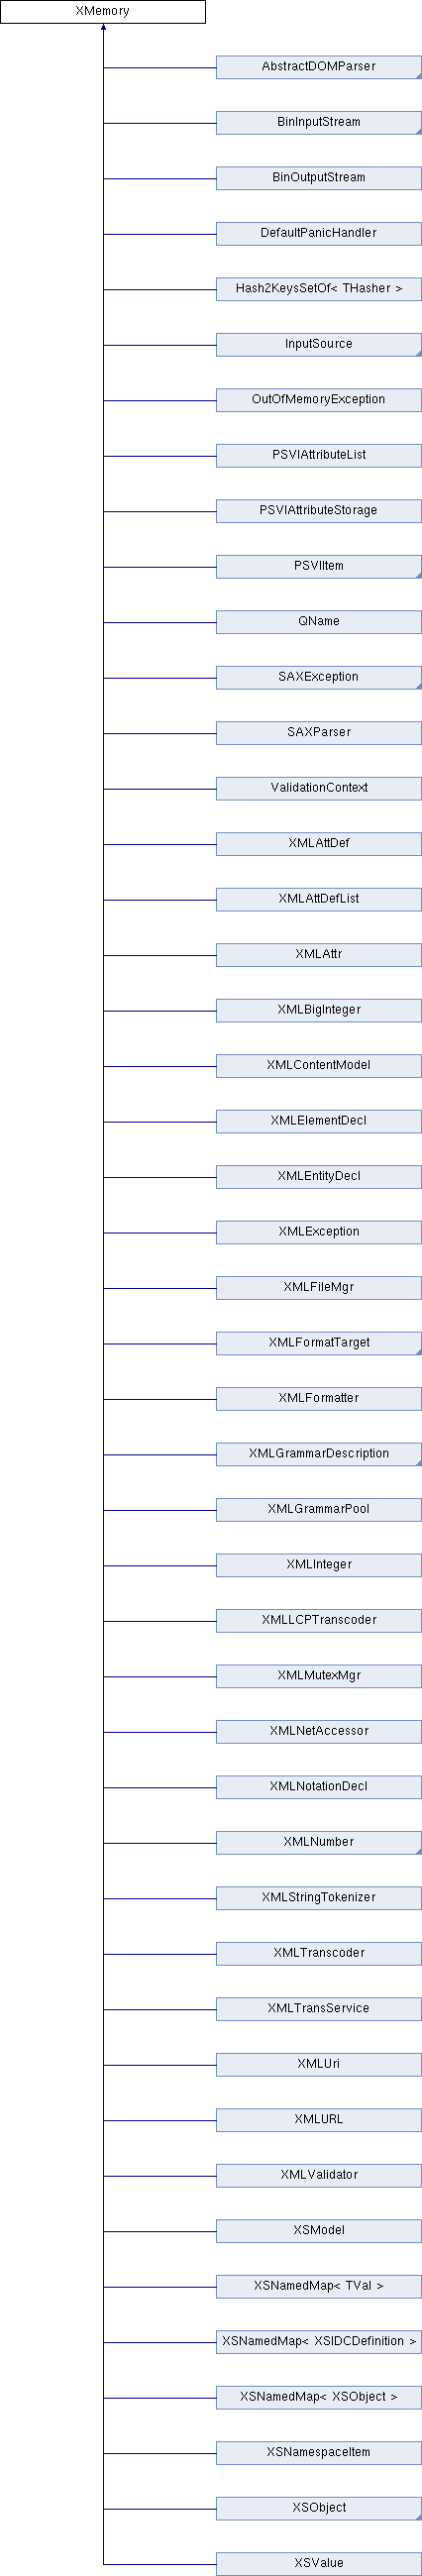 XMemory
AbstractDOMParser
BinInputStream
BinOutputStream
DefaultPanicHandler
Hash2KeysSetOf< THasher >
InputSource
OutOfMemoryException
PSVIAttributeList
PSVIAttributeStorage
PSVIItem
QName
SAXException
SAXParser
ValidationContext
XMLAttDef
XMLAttDefList
XMLAttr
XMLBigInteger
XMLContentModel
XMLElementDecl
XMLEntityDecl
XMLException
XMLFileMgr
XMLFormatTarget
XMLFormatter
XMLGrammarDescription
XMLGrammarPool
XMLInteger
XMLLCPTranscoder
XMLMutexMgr
XMLNetAccessor
XMLNotationDecl
XMLNumber
XMLStringTokenizer
XMLTranscoder
XMLTransService
XMLUri
XMLURL
XMLValidator
XSModel
XSNamedMap< TVal >
XSNamedMap< XSIDCDefinition >
XSNamedMap< XSObject >
XSNamespaceItem
XSObject
XSValue